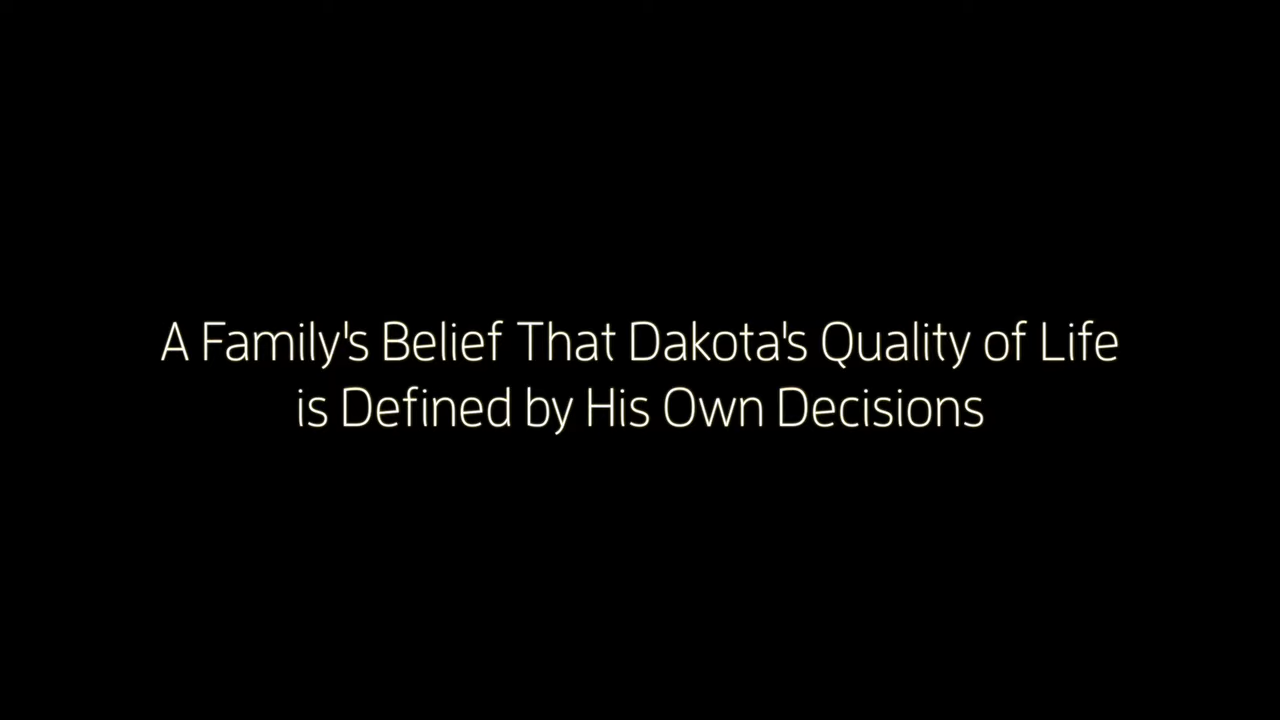 A Family's Belief That Dakota's Quality of Life
is Defined by His Own Decisions